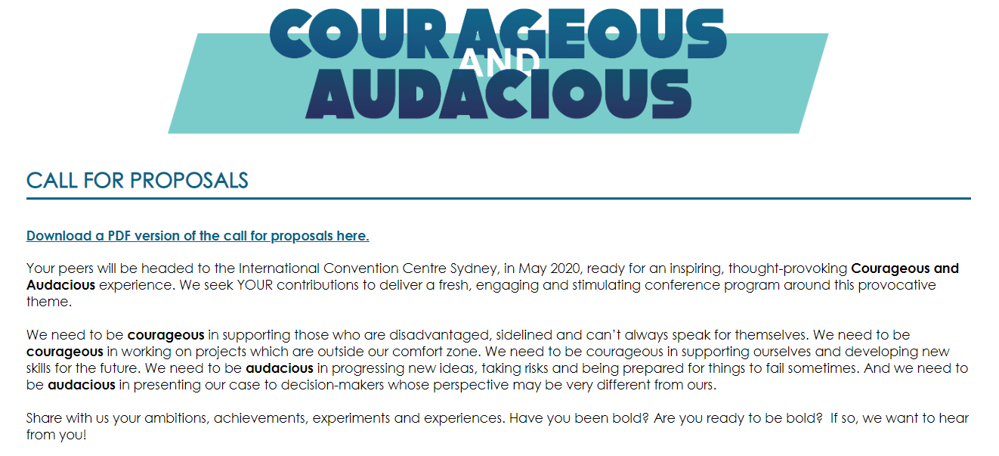 COURAGEOUS
AND
AUDACIOUS
CALL FOR PROPOSALS
Download a PDF version of the call for proposals here.
Your peers will be headed to the International Convention Centre Sydney, in May 2020, ready for an inspiring, thought-provoking Courageous and
Audacious experience. We seek YOUR contributions to deliver a fresh, engaging and stimulating conference program around this provocative
theme.
We need to be courageous in supporting those who are disadvantaged, sidelined and can’t always speak for themselves. We need to be
courageous in working on projects which are outside our comfort zone. We need to be courageous in supporting ourselves and developing new
skills for the future. We need to be audacious in progressing new ideas, taking risks and being prepared for things to fail sometimes. And we need to
be audacious in presenting our case to decision-makers whose perspective may be very different from ours.
Share with us your ambitions, achievements, experiments and experiences. Have you been bold? Are you ready to be bold?  If so, we want to hear
from you!